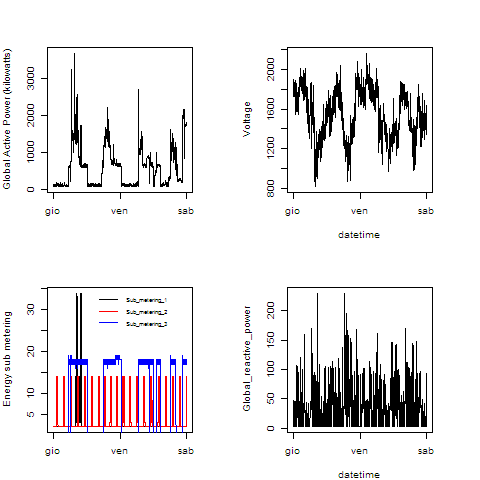 Global Active Power (kilowatts)
0
1000
2000
3000
gio
ven
sab
Voltage
800
1200
1600
2000
gio
ven
sab
datetime
Energy sub metering
5
10
20
30
Sub_metering_1
Sub_metering_2
Sub_metering_3
gio
ven
sab
Global_reactive_power
0
50
100
150
200
gio
ven
sab
datetime